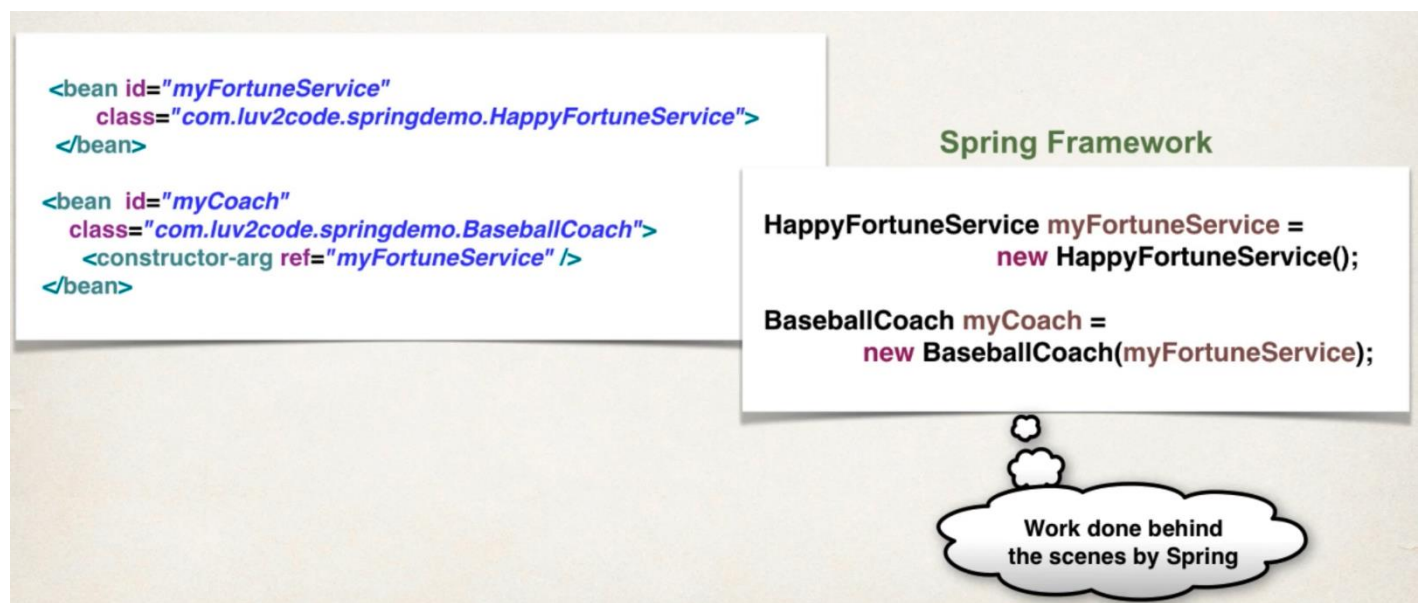 <bean id="myFortuneService"
class="com.luv2code.springdemo.HappyFortuneService">
</bean>
<bean id="myCoach"
class="com.luv2code.springdemo.BaseballCoach">
<constructor-arg ref="myFortuneService" />
</bean>
Spring Framework
HappyFortuneService myFortuneService =
new HappyFortuneService();
BaseballCoach myCoach =
new BaseballCoach(myFortuneService);
Work done behind
the scenes by Spring